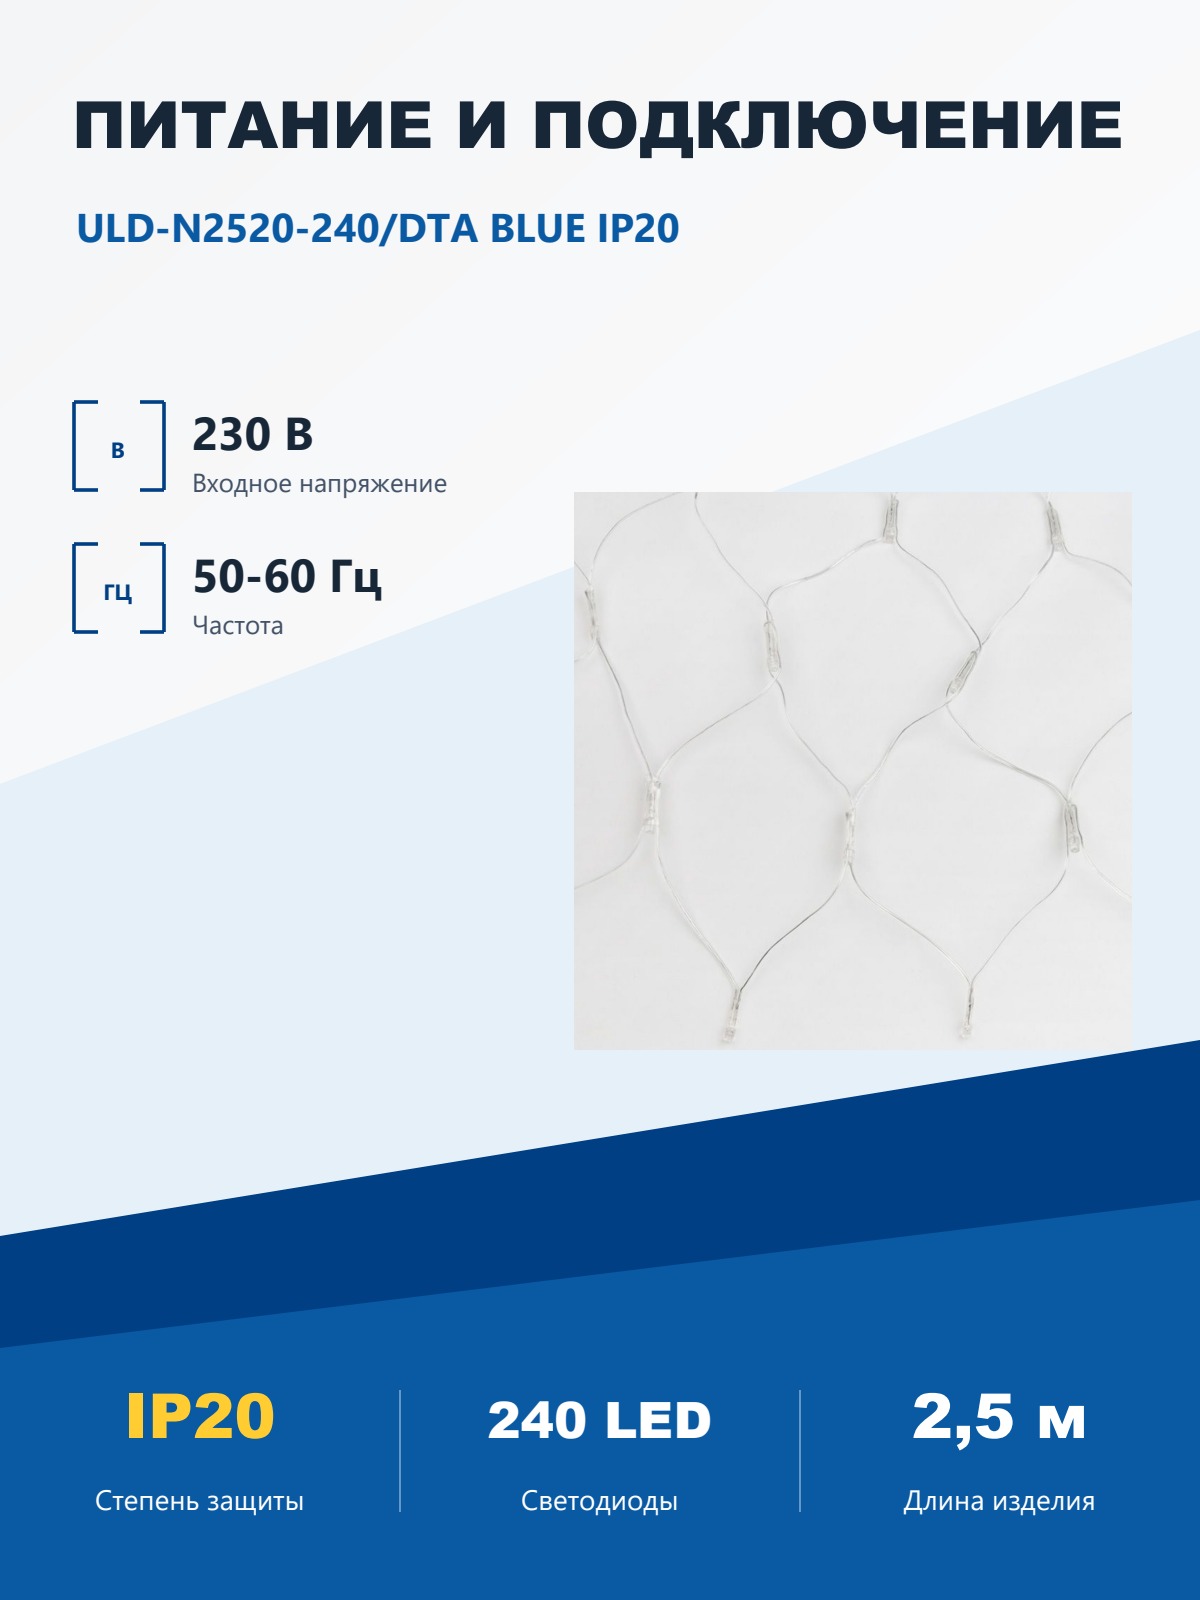 ПИТАНИЕ И ПОДКЛЮЧЕНИЕ
ULD-N2520-240/DTA BLUE IP20
В
230 В
Входное напряжение
ГЦ
50-60 Гц
Частота
IP20
Степень защиты
240 LED
Светодиоды
2,5 м
Длина изделия